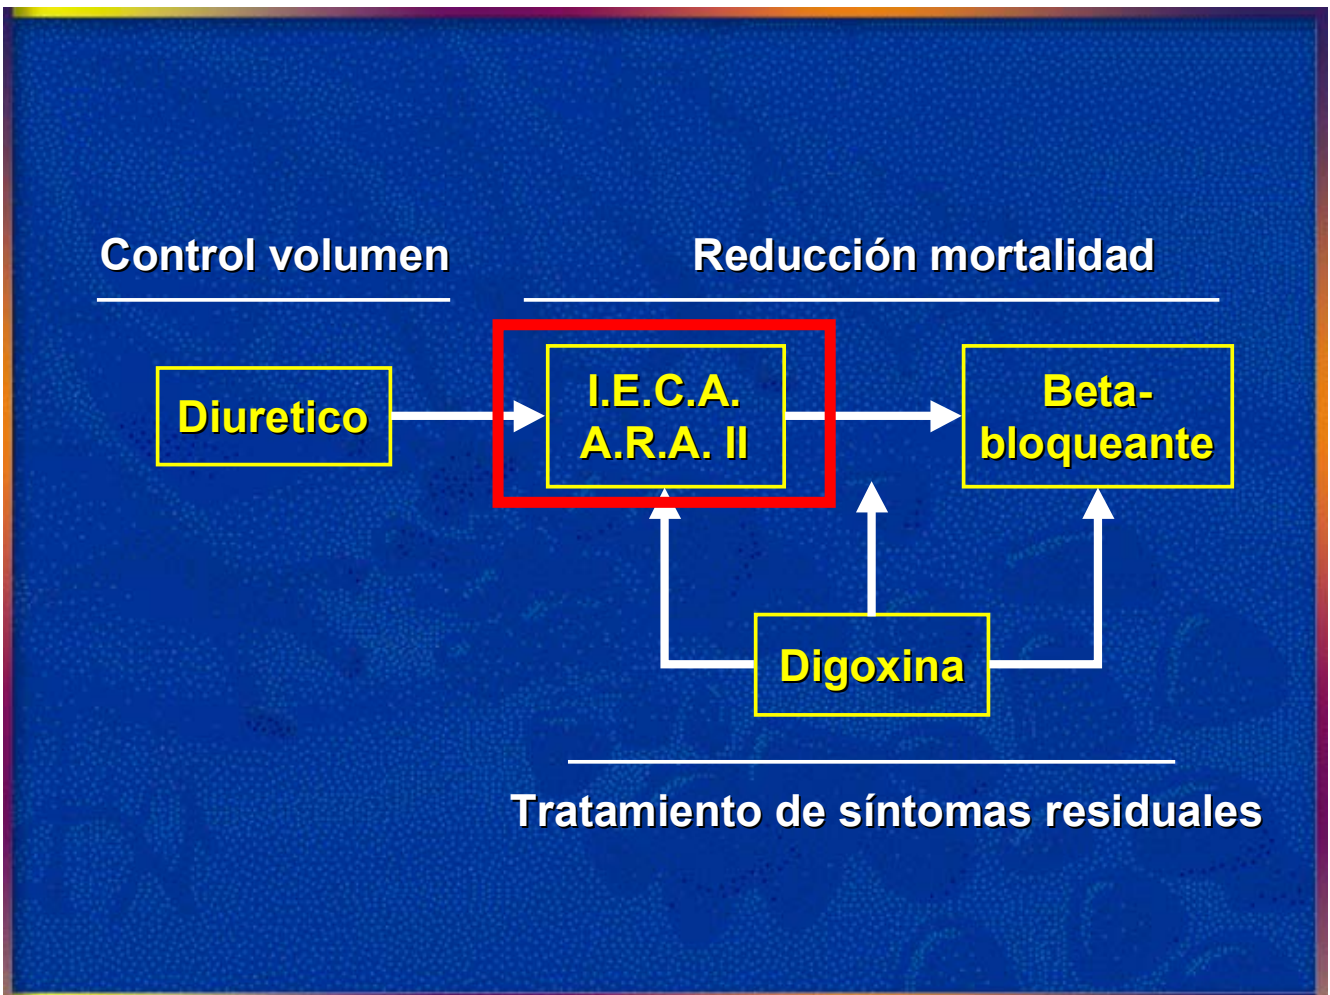 Control volumen
Reducción mortalidad
Diuretico
I.E.C.A.
A.R.A. II
Beta-
bloqueante
Digoxina
Tratamiento de síntomas residuales